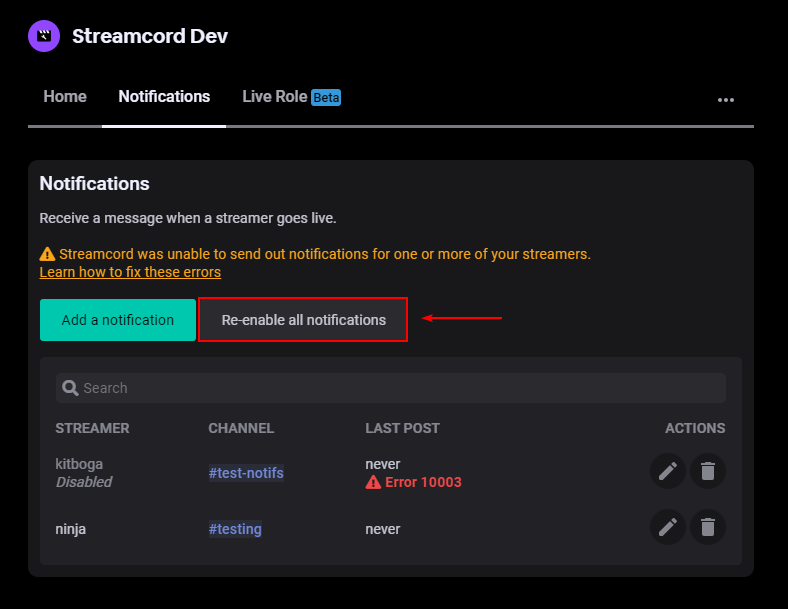 Streamcord Dev
Home Notifications Live Role Beta
Notifications
Receive a message when a streamer goes live.
Streamcord was unable to send out notifications for one or more of your streamers.
Learn how to fix these errors
Add a notification Re-enable all notifications
Search
STREAMER CHANNEL LAST POST ACTIONS
kitboga #test-notifs never
Disabled Error 10003
ninja #testing never